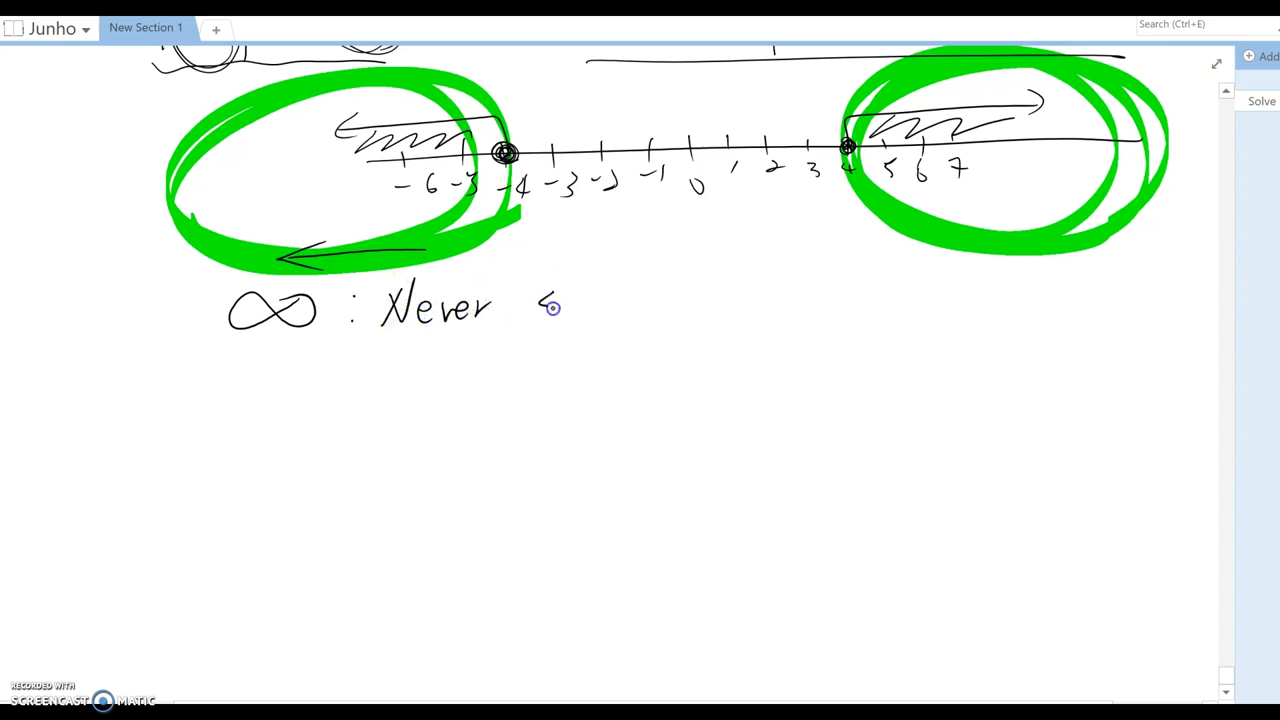 Junho
New Section 1
Search (Ctrl+E)
Add
Solve
-6 -5 -4 -3 -2 -1 0 1 2 3 4 5 6 7
∞ : Never
RECORDED WITH
SCREENCAST MATIC